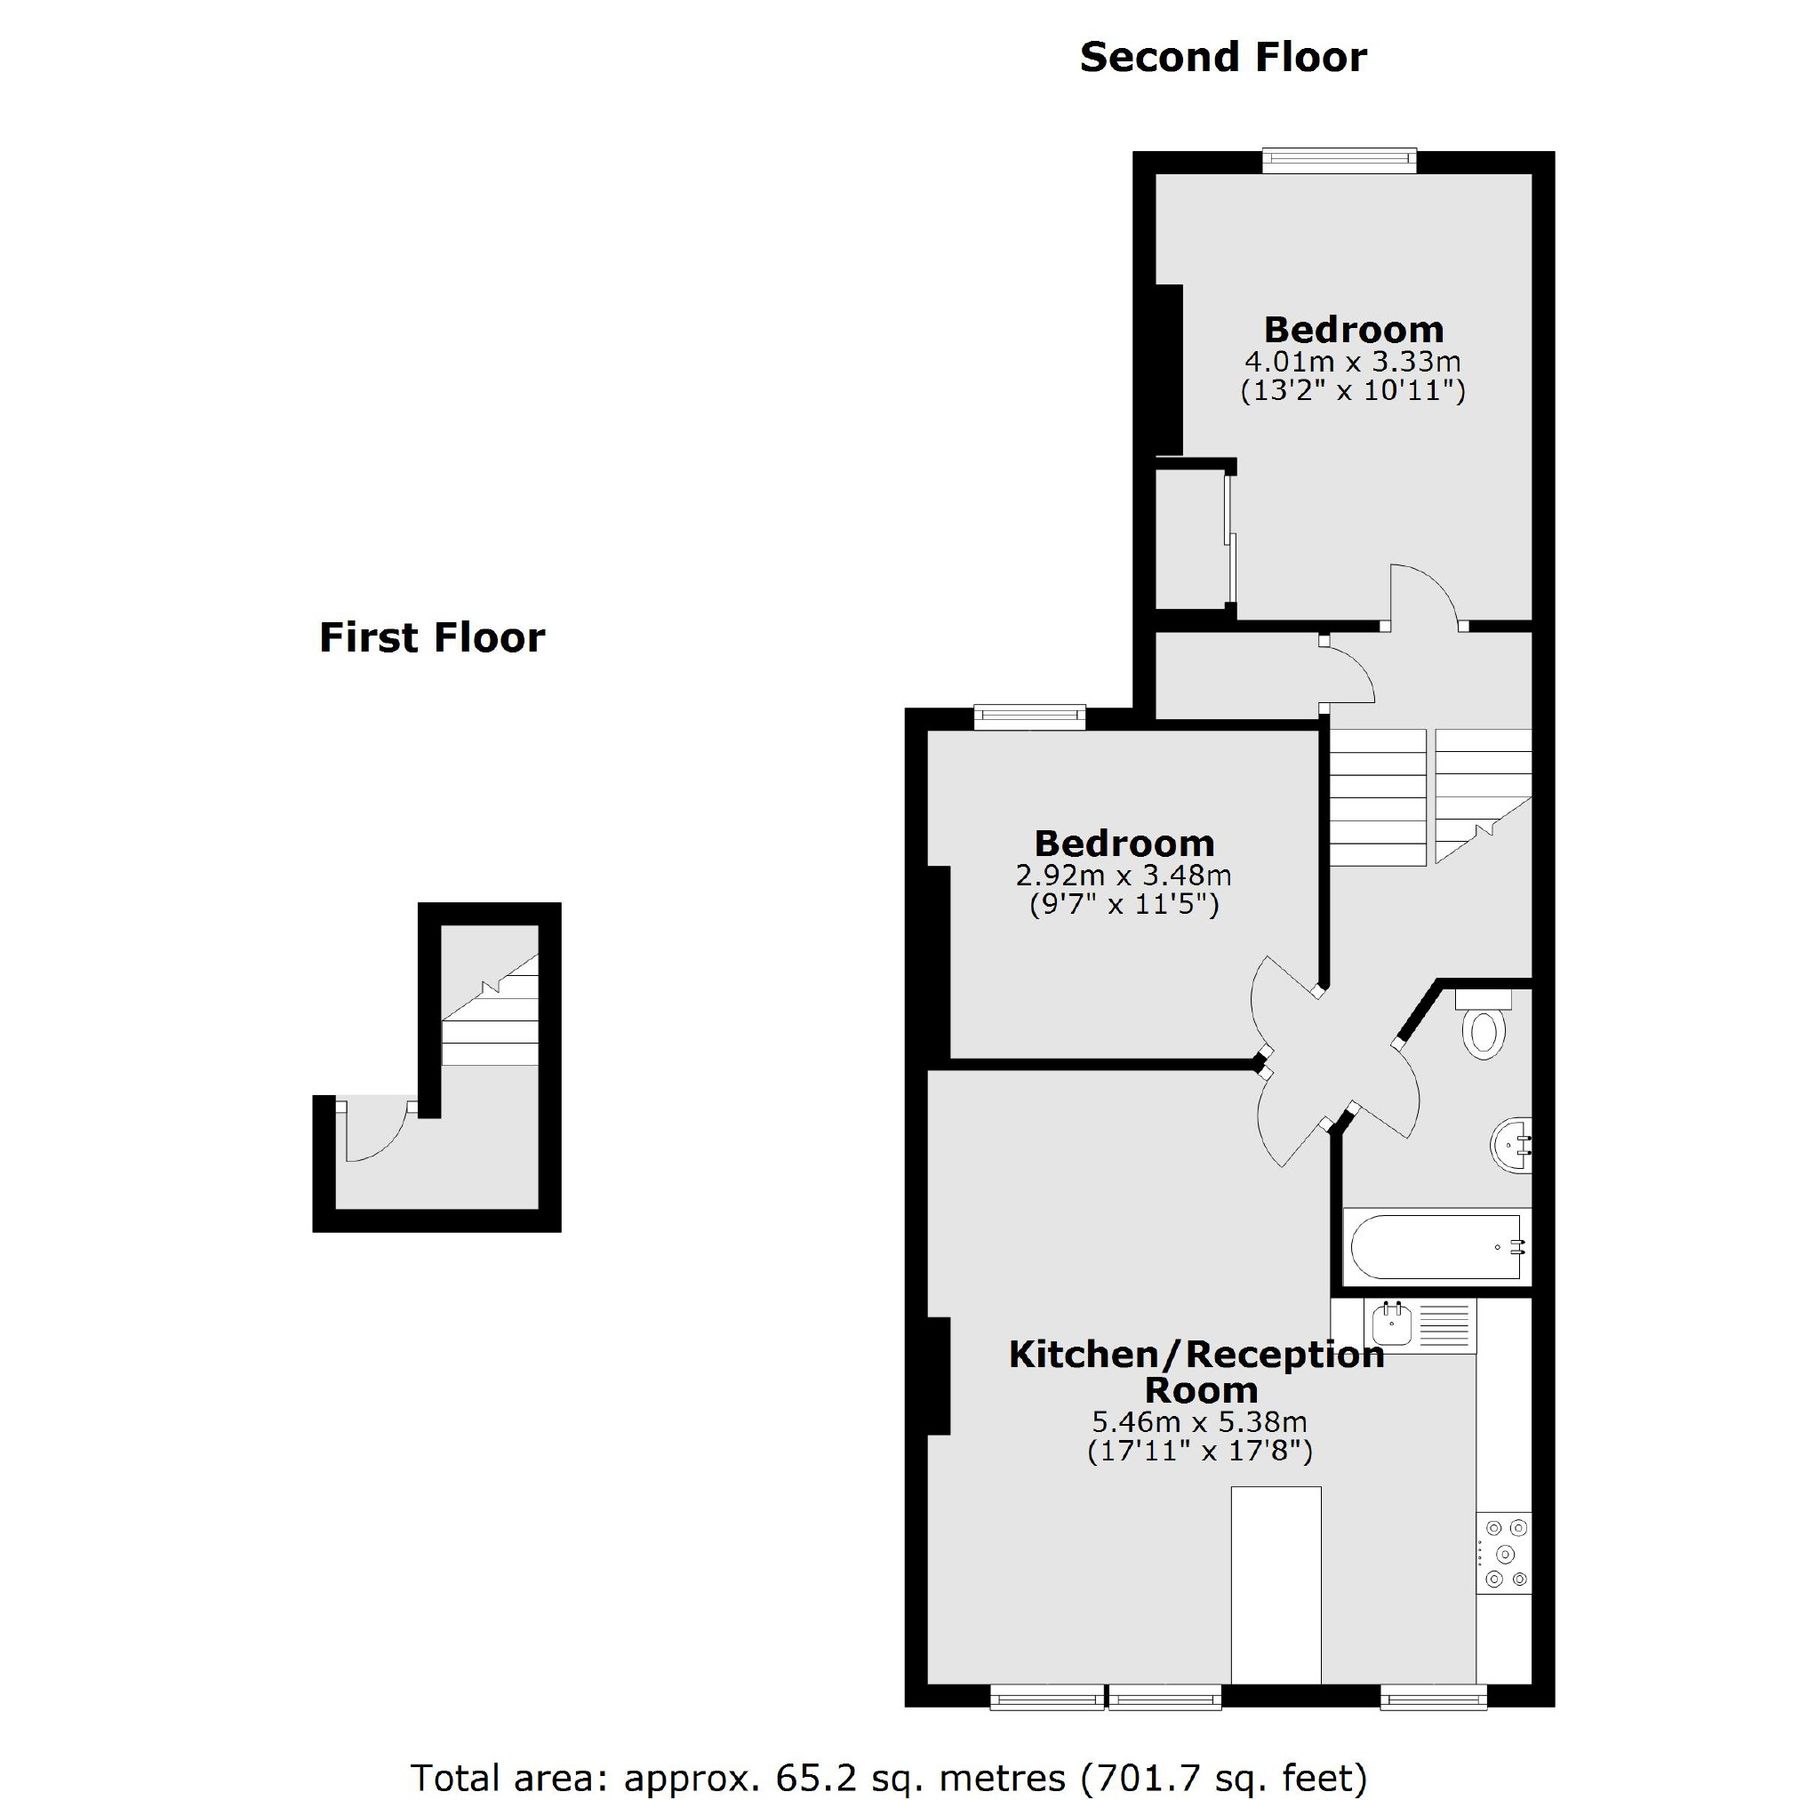 Second Floor
Bedroom
4.01m x 3.33m
(13'2" x 10'11")
First Floor
Bedroom
2.92m x 3.48m
(9'7" x 11'5")
Kitchen/Reception
Room
5.46m x 5.38m
(17'11" x 17'8")
Total area: approx. 65.2 sq. metres (701.7 sq. feet)